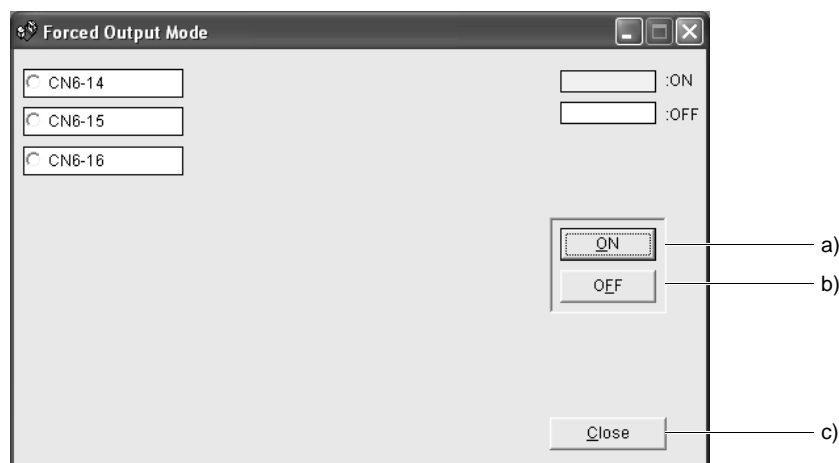 Forced Output Mode
CN6-14
:ON
CN6-15
:OFF
CN6-16
ON
a)
OFF
b)
Close
c)